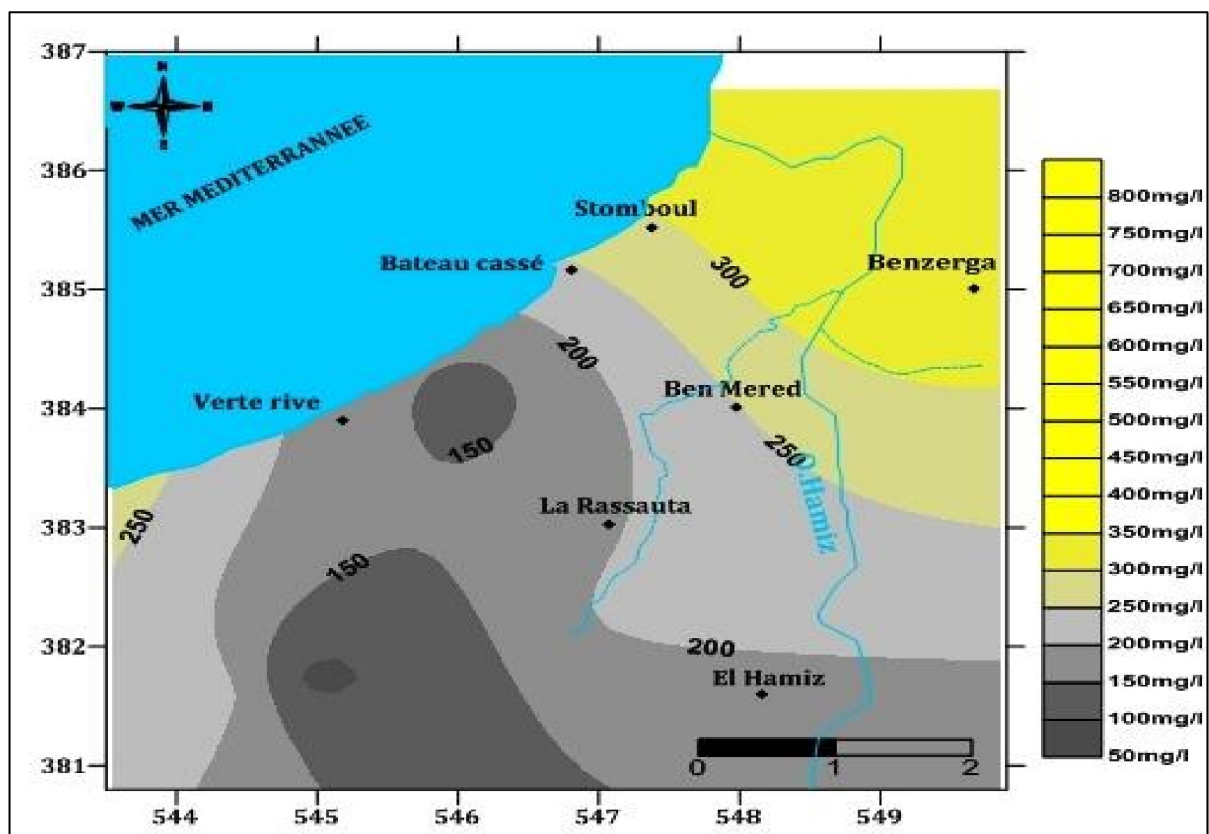 387
386
385
384
383
382
381
544 545 546 547 548 549
N
W
S
MER MEDITERRANNEE
Stomboul
Bateau cassé
Benzerga
300
200
Ben Mered
Verte rive
150
250
O.Hamiz
La Rassauta
250
150
200
El Hamiz
0 1 2
800mg/l
750mg/l
700mg/l
650mg/l
600mg/l
550mg/l
500mg/l
450mg/l
400mg/l
350mg/l
300mg/l
250mg/l
200mg/l
150mg/l
100mg/l
50mg/l